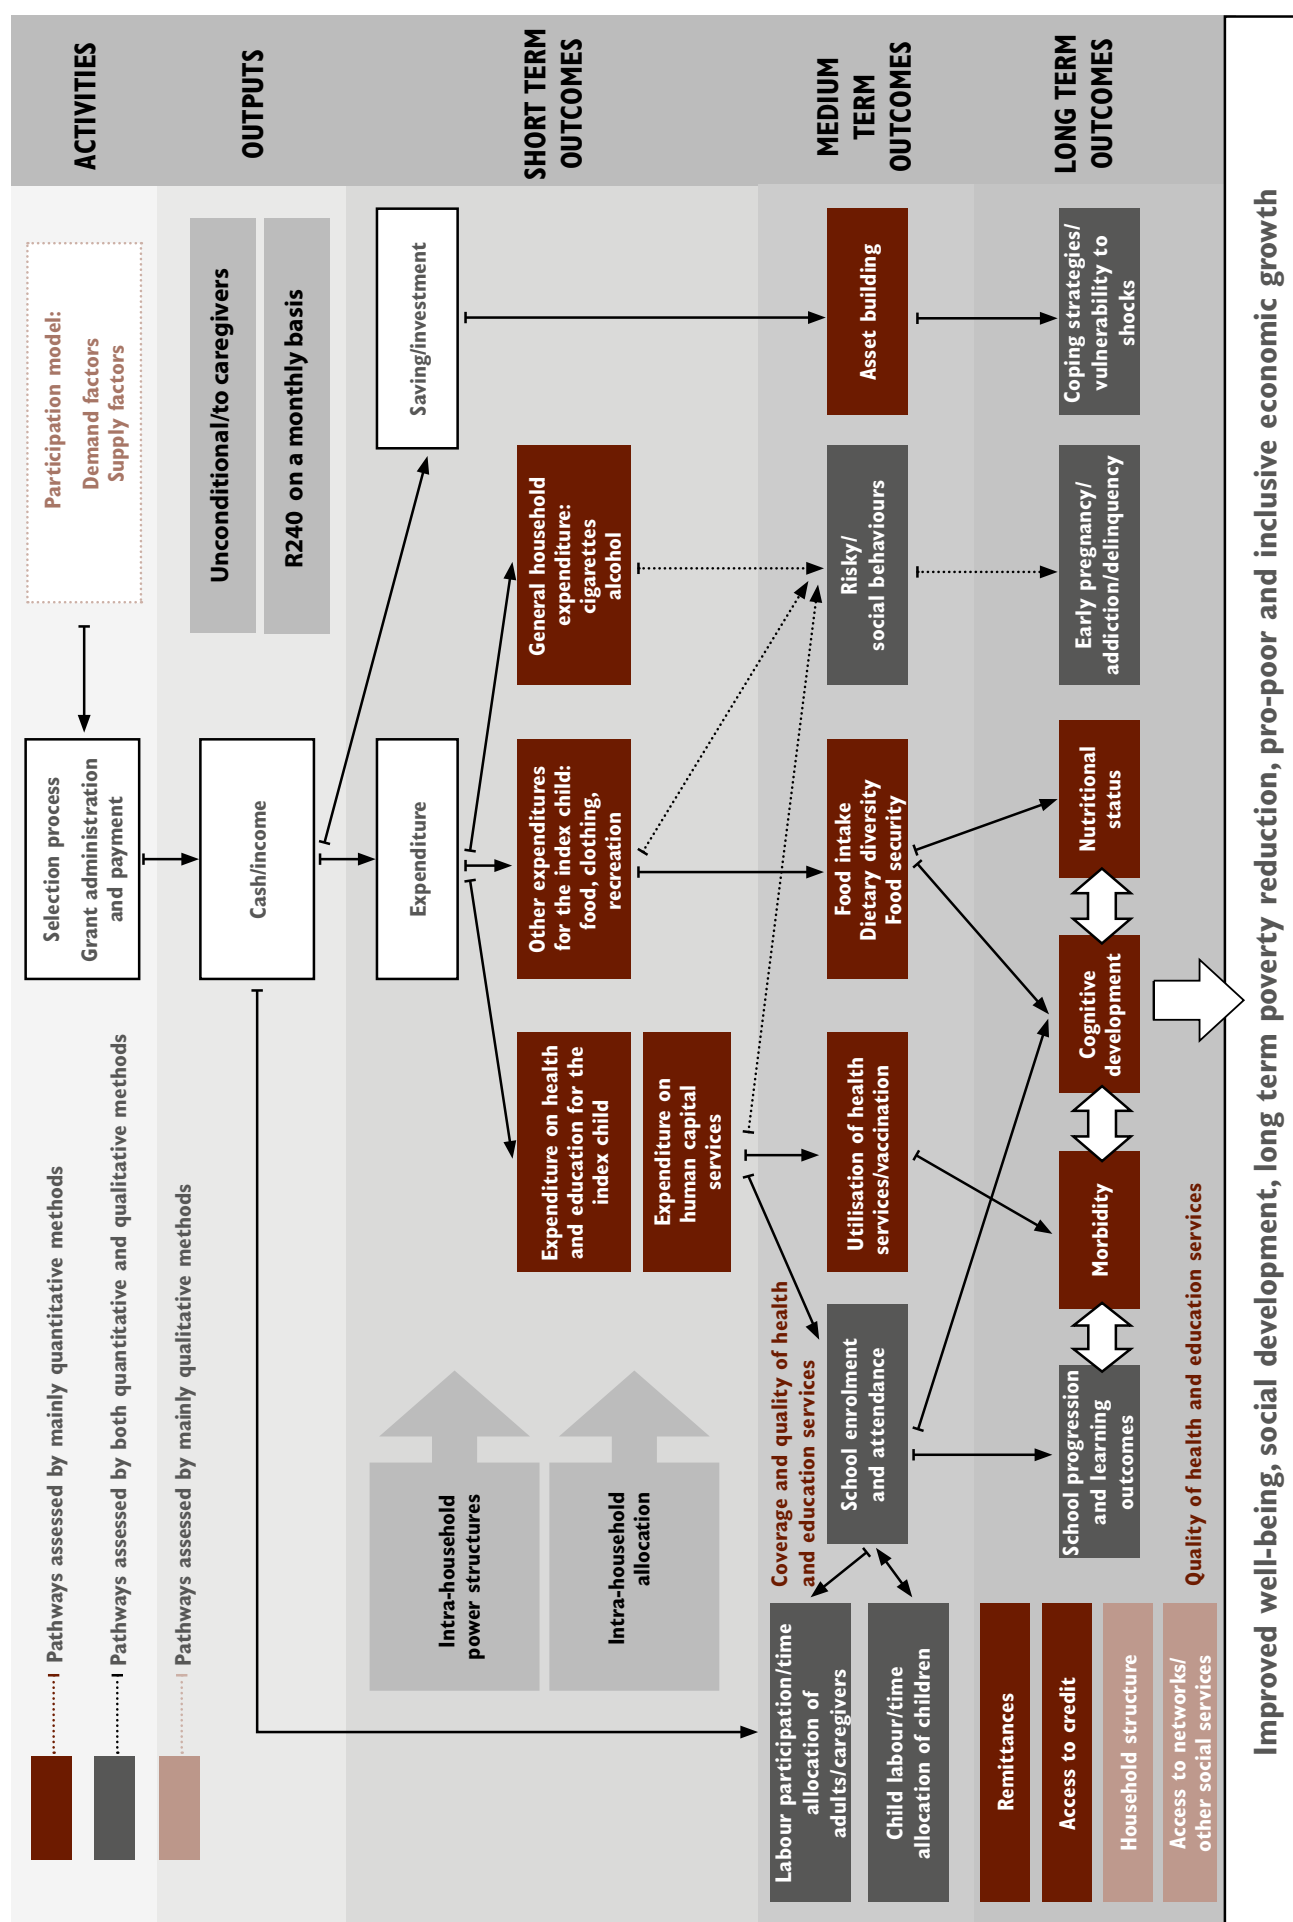 Pathways assessed by mainly quantitative methods
Pathways assessed by both quantitative and qualitative methods
Pathways assessed by mainly qualitative methods
Selection process
Grant administration
and payment
Participation model:
Demand factors
Supply factors
ACTIVITIES
Cash/income
Unconditional/to caregivers
R240 on a monthly basis
OUTPUTS
Intra-household
power structures
Intra-household
allocation
Expenditure
Saving/investment
Expenditure on health
and education for the
index child
Expenditure on
human capital
services
Other expenditures
for the index child:
food, clothing,
recreation
General household
expenditure:
cigarettes
alcohol
SHORT TERM
OUTCOMES
Coverage and quality of health
and education services
Labour participation/time
allocation of
adults/caregivers
Child labour/time
allocation of children
School enrolment
and attendance
Utilisation of health
services/vaccination
Food intake
Dietary diversity
Food security
Risky/
social behaviours
Asset building
MEDIUM
TERM
OUTCOMES
Remittances
Access to credit
Household structure
Access to networks/
other social services
School progression
and learning
outcomes
Morbidity
Cognitive
development
Nutritional
status
Early pregnancy/
addiction/delinquency
Coping strategies/
vulnerability to
shocks
LONG TERM
OUTCOMES
Quality of health and education services
Improved well-being, social development, long term poverty reduction, pro-poor and inclusive economic growth